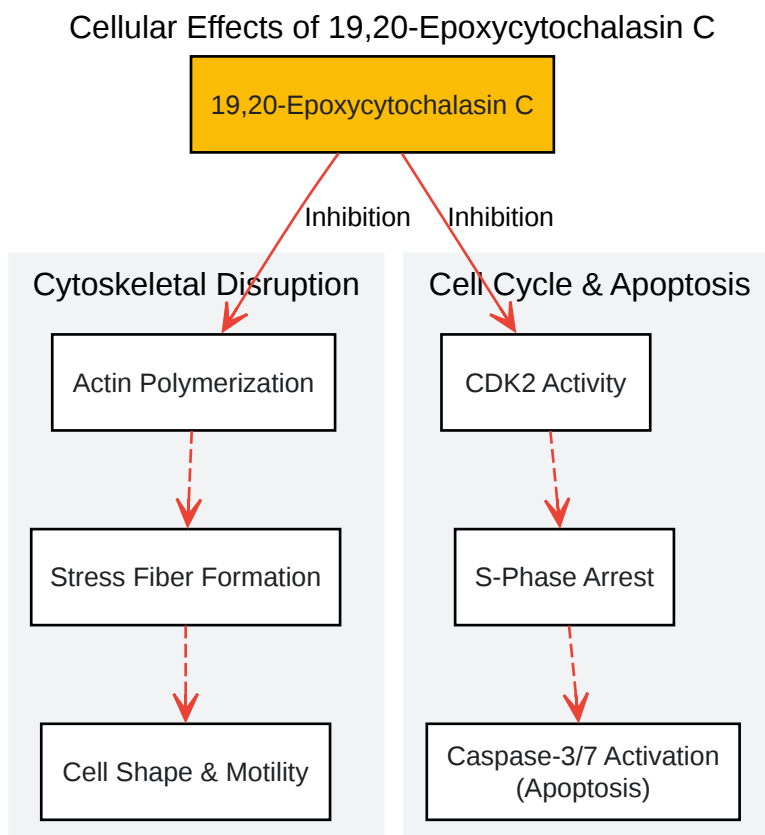 Cellular Effects of 19,20-Epoxycytochalasin C
19,20-Epoxycytochalasin C
Inhibition
Inhibition
Cytoskeletal Disruption
Actin Polymerization
Stress Fiber Formation
Cell Shape & Motility
Cell Cycle & Apoptosis
CDK2 Activity
S-Phase Arrest
Caspase-3/7 Activation
(Apoptosis)